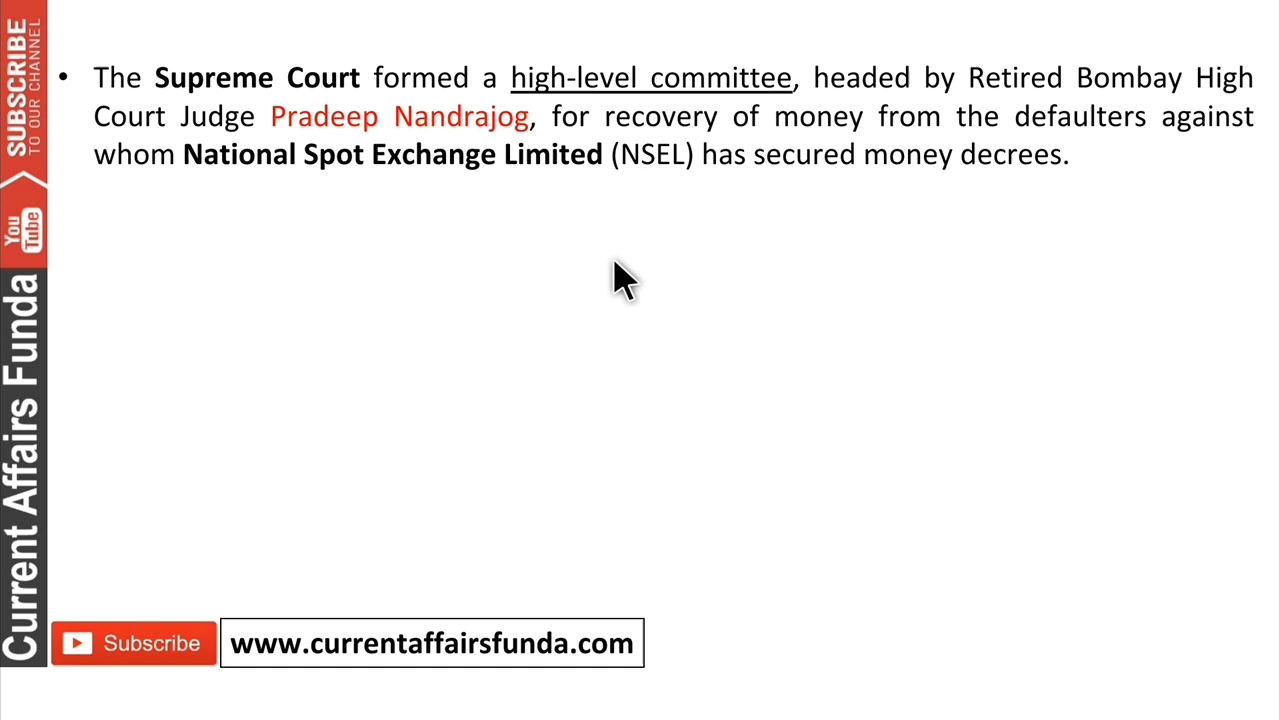 • The Supreme Court formed a high-level committee, headed by Retired Bombay High
Court Judge Pradeep Nandrajog, for recovery of money from the defaulters against
whom National Spot Exchange Limited (NSEL) has secured money decrees.
SUBSCRIBE
TO OUR CHANNEL
You
Tube
Current Affairs Funda
Subscribe
www.currentaffairsfunda.com